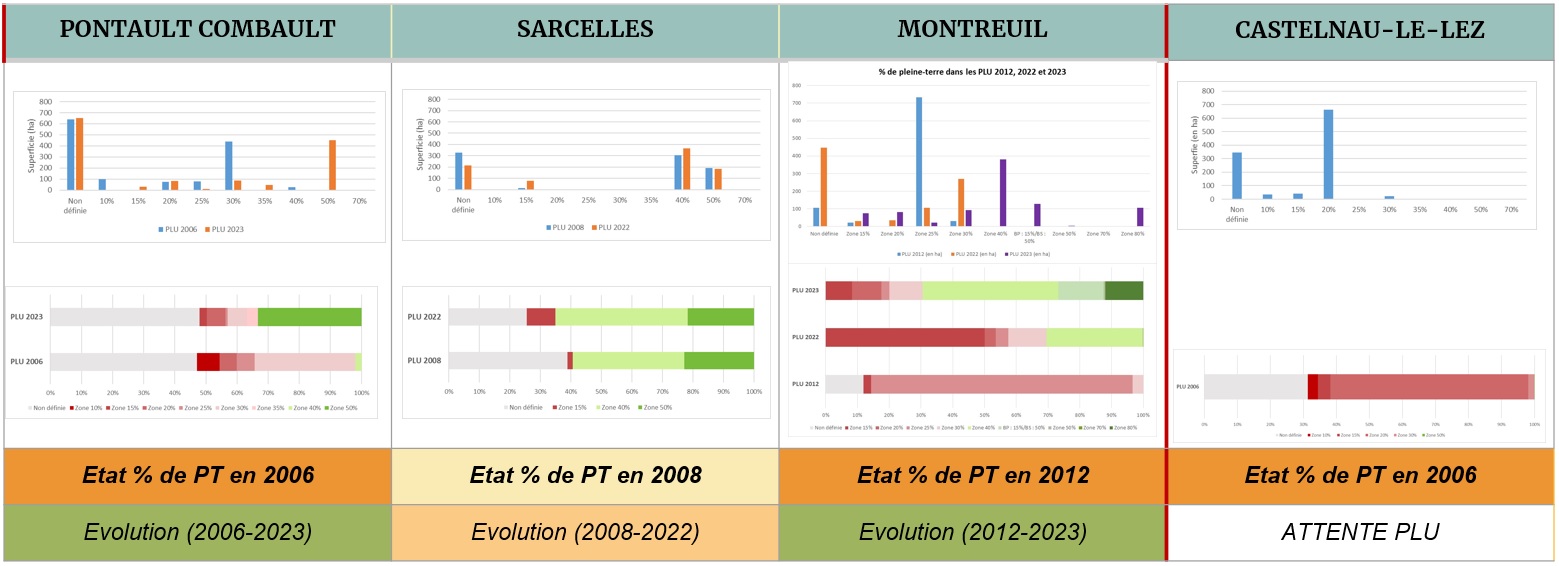 PONTAULT COMBAULT
SARCELLES
MONTREUIL
CASTELNAU-LE-LEZ
Superficie (ha)
800
700
600
500
400
300
200
100
0
Non définie 10% 15% 20% 25% 30% 35% 40% 50% 70%
PLU 2006 PLU 2023
PLU 2023
PLU 2006
0% 10% 20% 30% 40% 50% 60% 70% 80% 90% 100%
Non définie Zone 10% Zone 15% Zone 20% Zone 25% Zone 30% Zone 35% Zone 40% Zone 50%
Superficie (ha)
800
700
600
500
400
300
200
100
0
Non définie 10% 15% 20% 25% 30% 35% 40% 50% 70%
PLU 2008 PLU 2022
PLU 2022
PLU 2008
0% 10% 20% 30% 40% 50% 60% 70% 80% 90% 100%
Non définie Zone 15% Zone 40% Zone 50%
% de pleine-terre dans les PLU 2012, 2022 et 2023
800
700
600
500
400
300
200
100
0
Non définie Zone 15% Zone 20% Zone 25% Zone 30% Zone 40% BP : 15%/BS : 50% Zone 50% Zone 70% Zone 80%
PLU 2012 (en ha) PLU 2022 (en ha) PLU 2023 (en ha)
PLU 2023
PLU 2022
PLU 2012
0% 10% 20% 30% 40% 50% 60% 70% 80% 90% 100%
Non définie Zone 15% Zone 20% Zone 25% Zone 30% Zone 40% BP : 15%/BS : 50% Zone 50% Zone 70% Zone 80%
Superfie (en ha)
800
700
600
500
400
300
200
100
0
Non définie 10% 15% 20% 25% 30% 35% 40% 50% 70%
PLU 2006
0% 10% 20% 30% 40% 50% 60% 70% 80% 90% 100%
Non définie Zone 10% Zone 15% Zone 20% Zone 30% Zone 50%
Etat % de PT en 2006
Etat % de PT en 2008
Etat % de PT en 2012
Etat % de PT en 2006
Evolution (2006-2023)
Evolution (2008-2022)
Evolution (2012-2023)
ATTENTE PLU